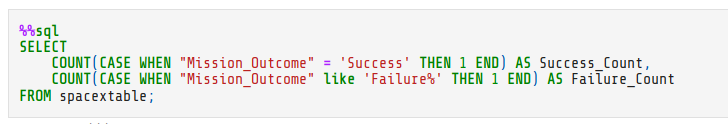 %%sql
SELECT
    COUNT(CASE WHEN "Mission_Outcome" = 'Success' THEN 1 END) AS Success_Count,
    COUNT(CASE WHEN "Mission_Outcome" like 'Failure%' THEN 1 END) AS Failure_Count
FROM spacextable;